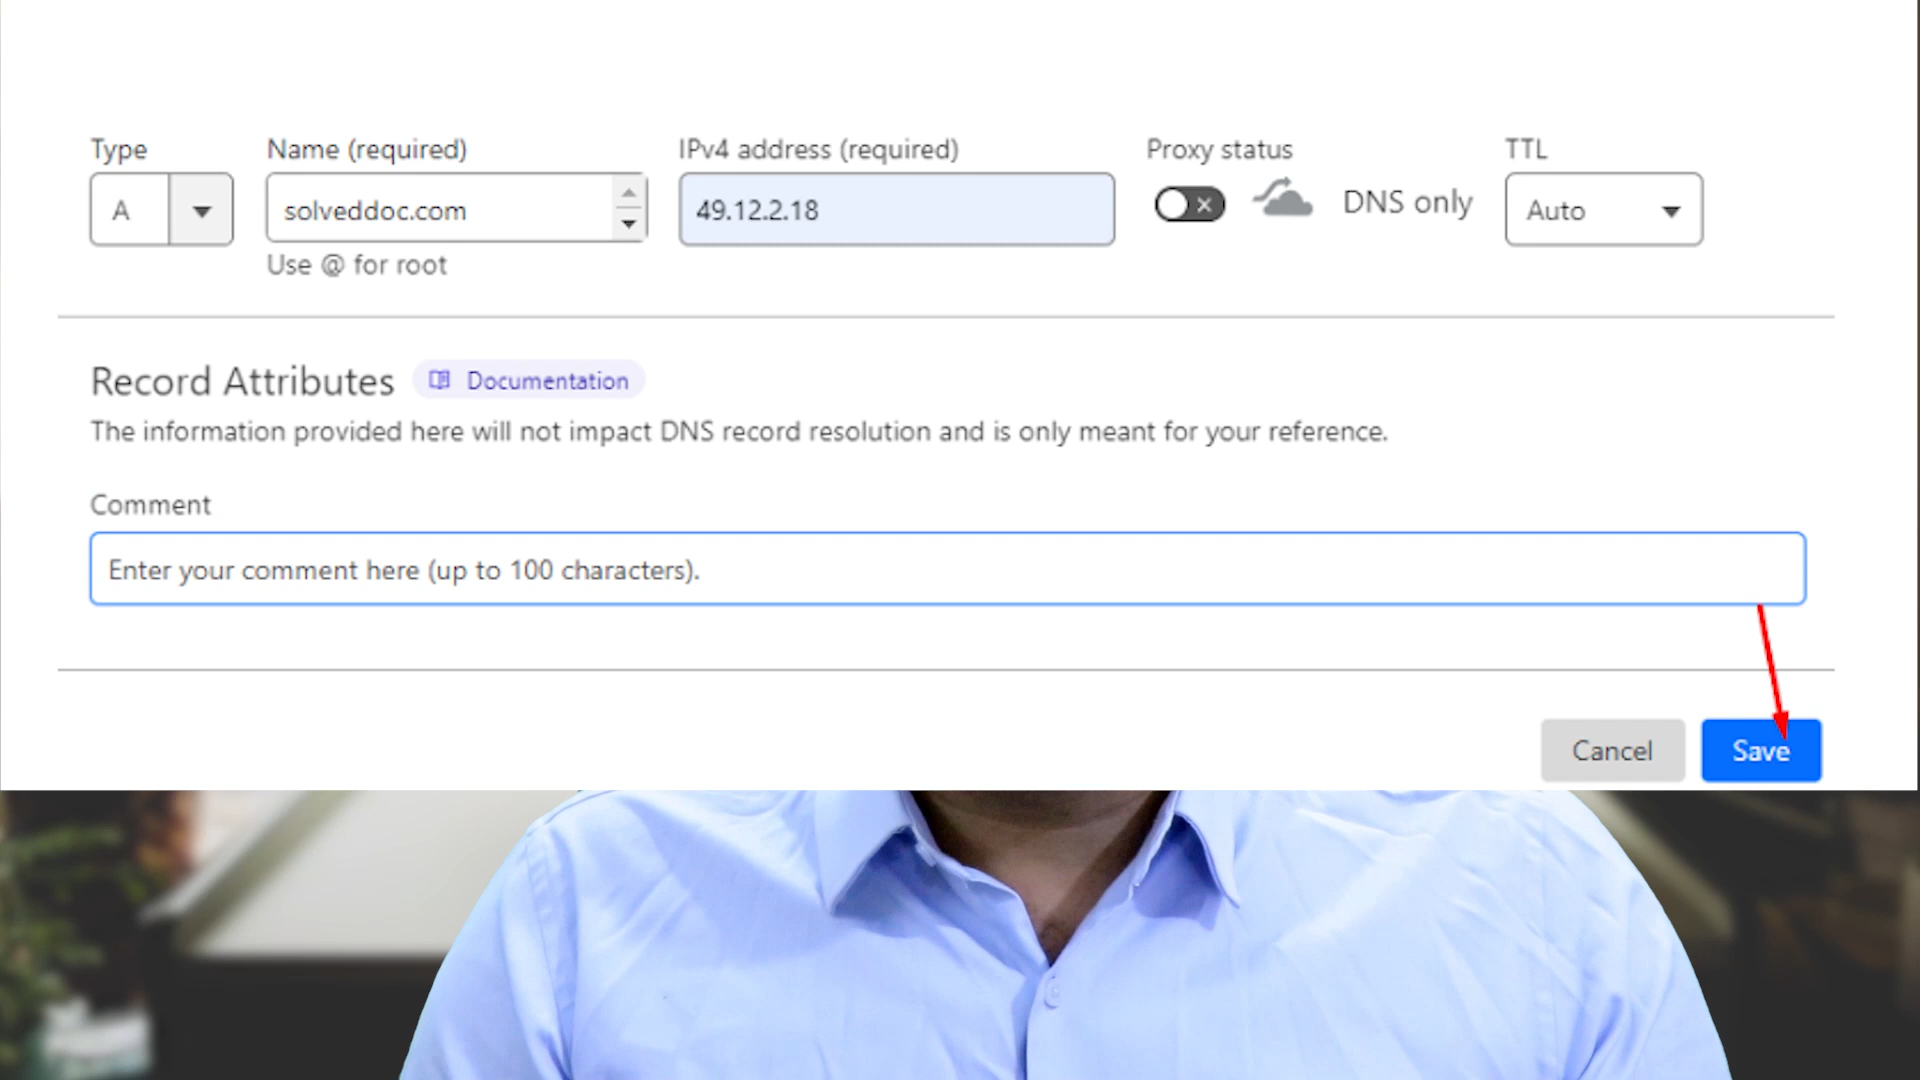 Type
Name (required)
IPv4 address (required)
Proxy status
TTL
A
solveddoc.com
49.12.2.18
DNS only
Auto
Use @ for root
Record Attributes
Documentation
The information provided here will not impact DNS record resolution and is only meant for your reference.
Comment
Enter your comment here (up to 100 characters).
Cancel
Save